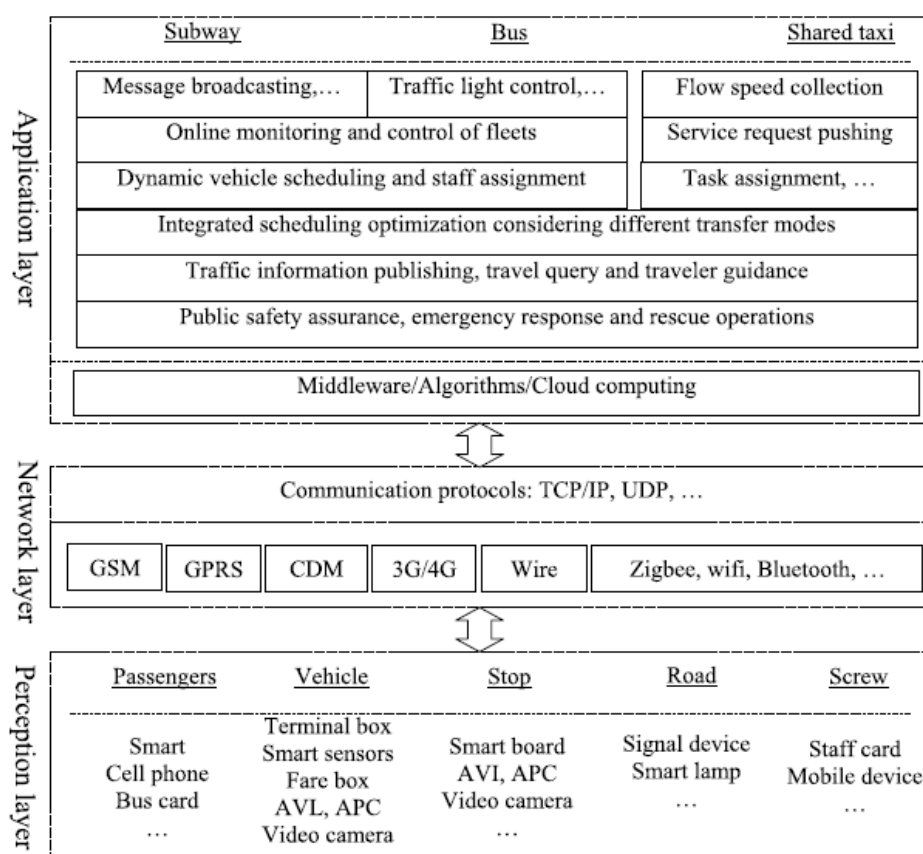 Application layer
Subway Bus Shared taxi
Message broadcasting,… Traffic light control,… Flow speed collection
Online monitoring and control of fleets Service request pushing
Dynamic vehicle scheduling and staff assignment Task assignment, …
Integrated scheduling optimization considering different transfer modes
Traffic information publishing, travel query and traveler guidance
Public safety assurance, emergency response and rescue operations
Middleware/Algorithms/Cloud computing
Network layer
Communication protocols: TCP/IP, UDP, …
GSM GPRS CDM 3G/4G Wire Zigbee, wifi, Bluetooth, …
Perception layer
Passengers Vehicle Stop Road Screw
Smart
Cell phone
Bus card
…
Terminal box
Smart sensors
Fare box
AVL, APC
Video camera
Smart board
AVI, APC
Video camera
…
Signal device
Smart lamp
…
Staff card
Mobile device
…